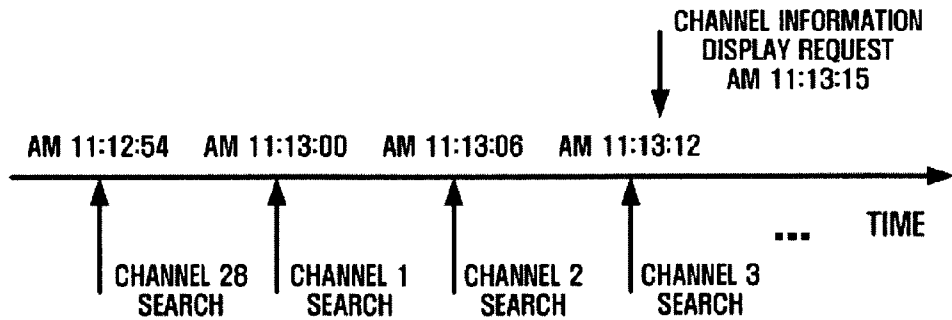 CHANNEL INFORMATION
DISPLAY REQUEST
AM 11:13:15
AM 11:12:54 AM 11:13:00 AM 11:13:06 AM 11:13:12
... TIME
CHANNEL 28 CHANNEL 1 CHANNEL 2 CHANNEL 3
SEARCH SEARCH SEARCH SEARCH